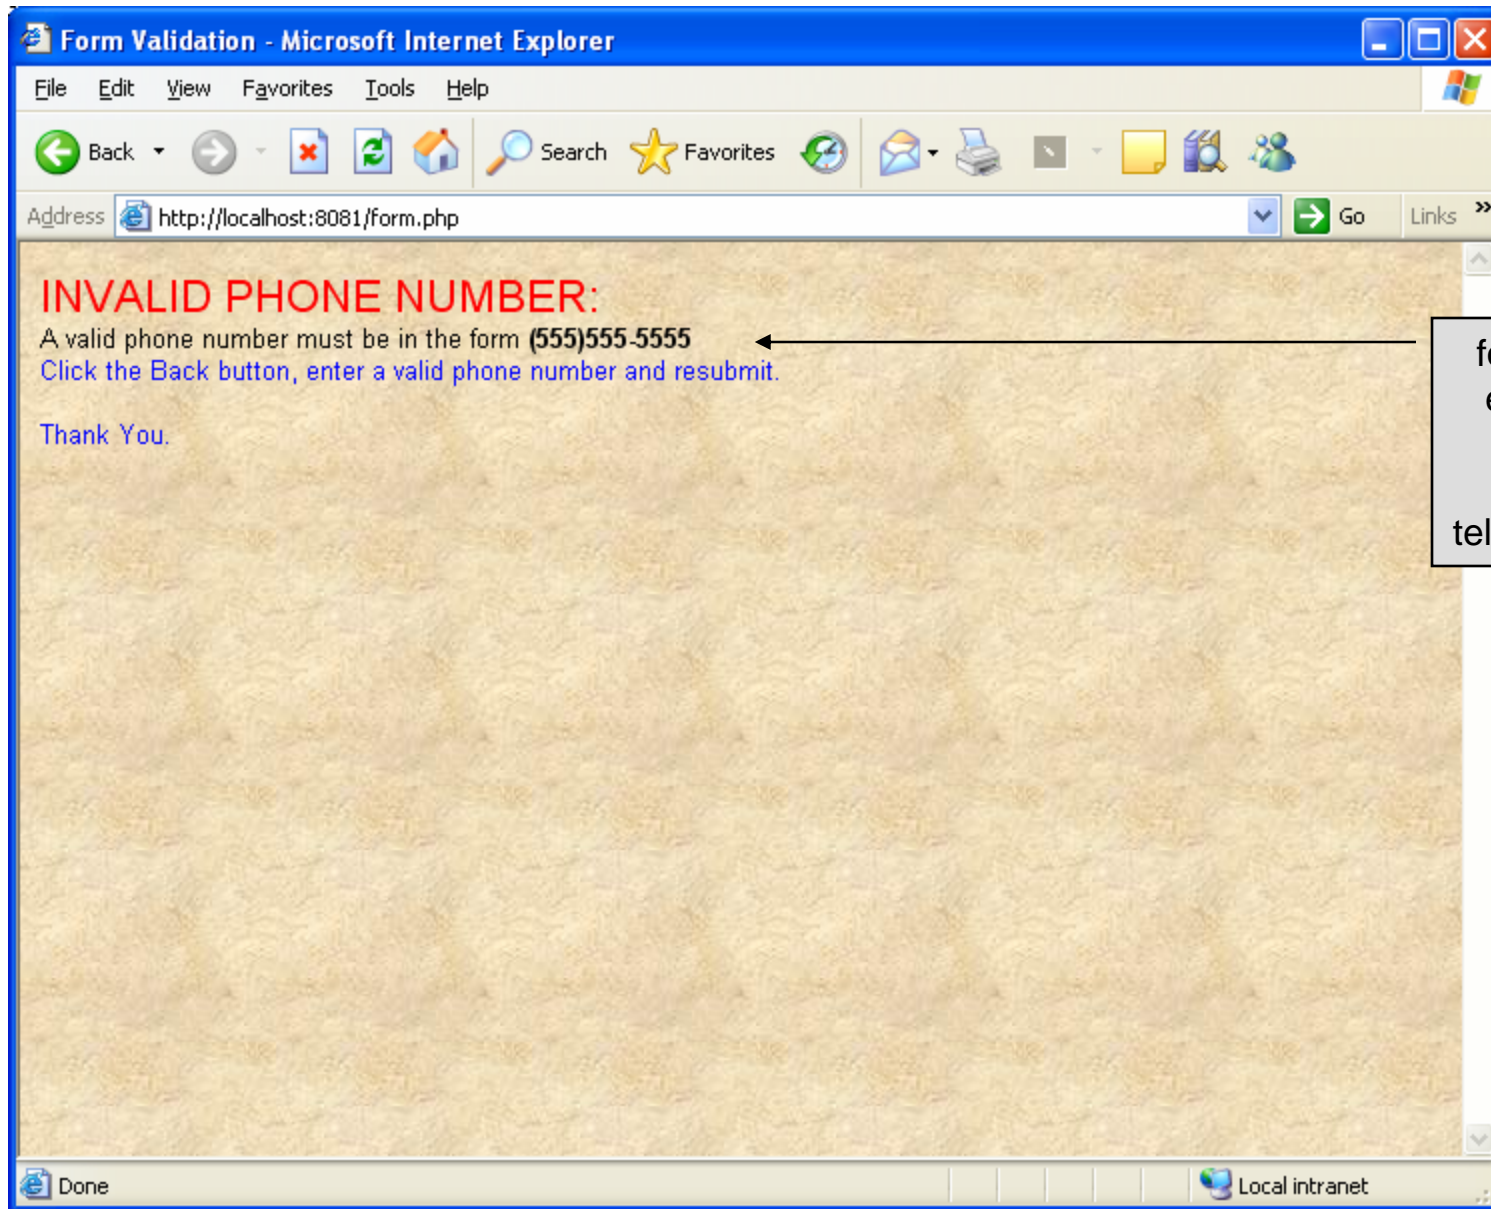 Form Validation - Microsoft Internet Explorer
File Edit View Favorites Tools Help
Back Search Favorites
Address http://localhost:8081/form.php Go Links »
INVALID PHONE NUMBER:
A valid phone number must be in the form (555)555-5555
Click the Back button, enter a valid phone number and resubmit.
Thank You.
Done Local intranet